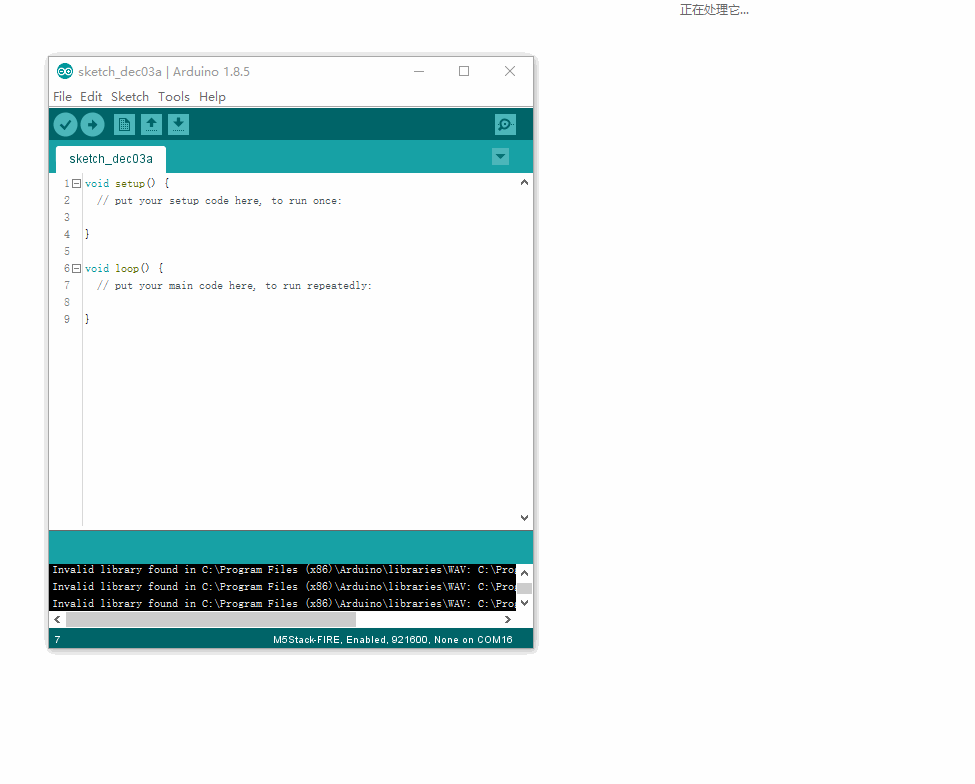 正在处理它...
sketch_dec03a | Arduino 1.8.5
File Edit Sketch Tools Help
sketch_dec03a
1 void setup() {
2 // put your setup code here, to run once:
3
4 }
5
6 void loop() {
7 // put your main code here, to run repeatedly:
8
9 }
Invalid library found in C:\Program Files (x86)\Arduino\libraries\WAV: C:\Pro
Invalid library found in C:\Program Files (x86)\Arduino\libraries\WAV: C:\Pro
Invalid library found in C:\Program Files (x86)\Arduino\libraries\WAV: C:\Pro
7 M5Stack-FIRE, Enabled, 921600, None on COM16